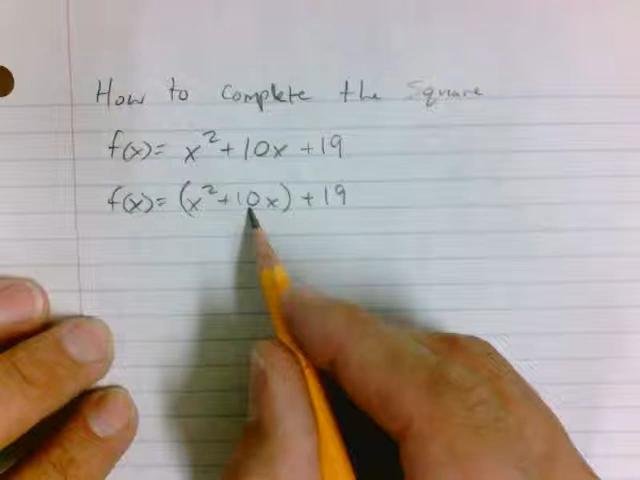 How to complete the Square
f(x)= x²+10x+19
f(x)= (x²+10x)+19